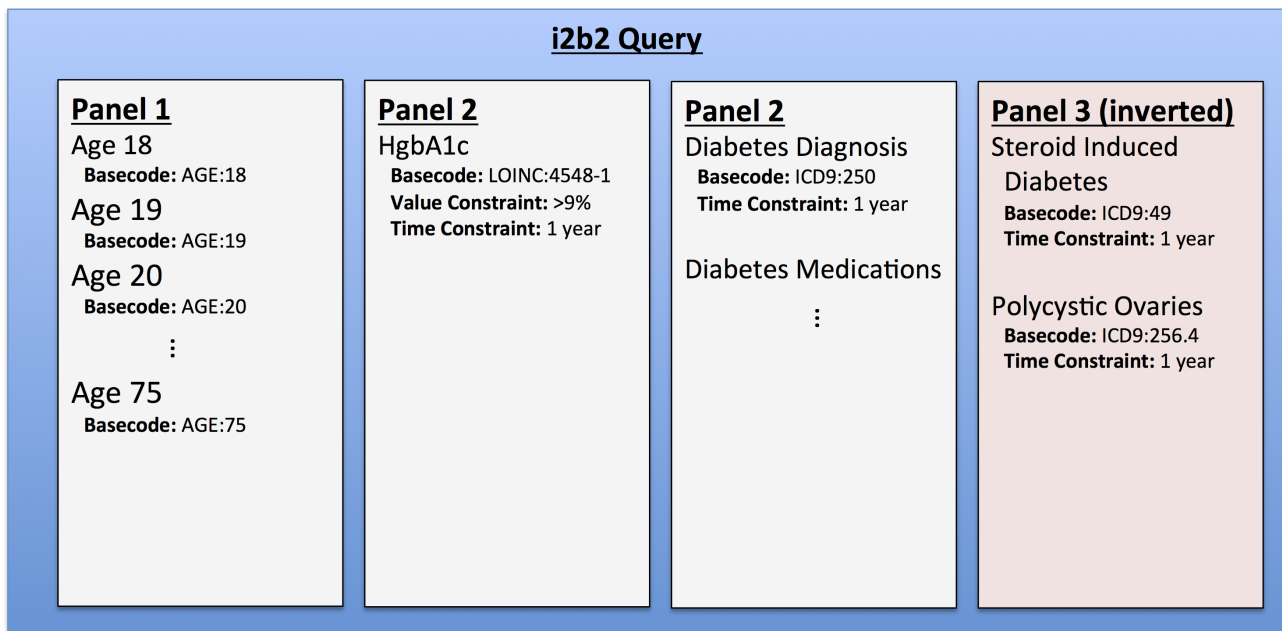 i2b2 Query
Panel 1
Age 18
Basecode: AGE:18
Age 19
Basecode: AGE:19
Age 20
Basecode: AGE:20
⋮
Age 75
Basecode: AGE:75
Panel 2
HgbA1c
Basecode: LOINC:4548-1
Value Constraint: >9%
Time Constraint: 1 year
Panel 2
Diabetes Diagnosis
Basecode: ICD9:250
Time Constraint: 1 year
Diabetes Medications
⋮
Panel 3 (inverted)
Steroid Induced
Diabetes
Basecode: ICD9:49
Time Constraint: 1 year
Polycystic Ovaries
Basecode: ICD9:256.4
Time Constraint: 1 year